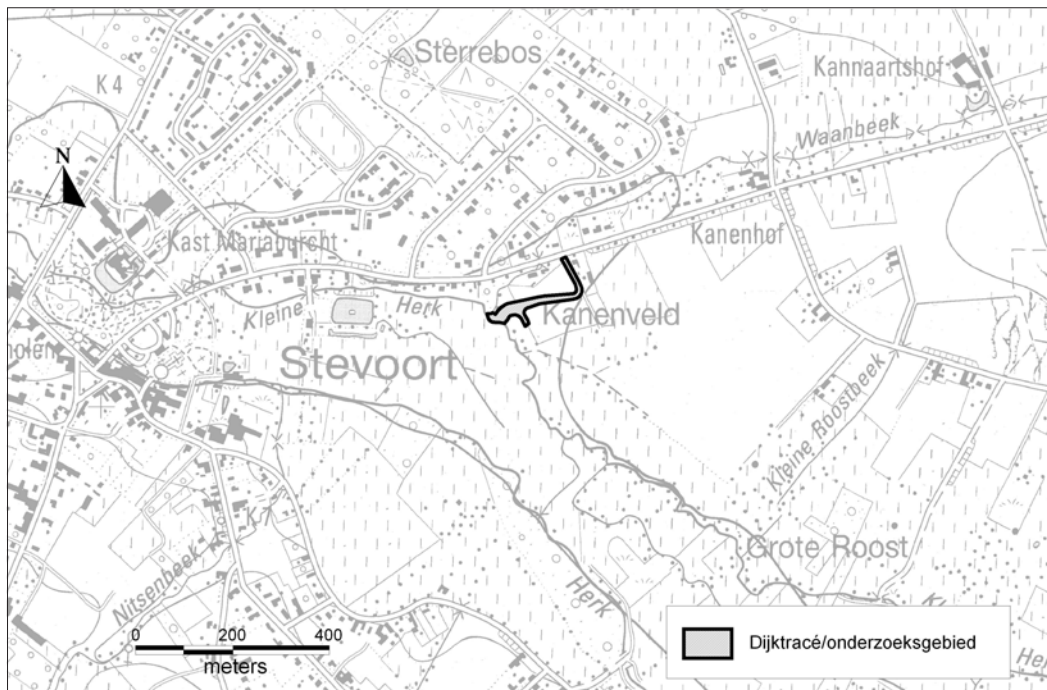 Sterrebos
Kannaartshof
K 4
Waanbeek
N
Kast Mariaburcht
Kanenhof
Kleine Herk
Kanenveld
Stevoort
Kleine Roostbeek
Grote Roost
Nitsenbeek
Herk
0 200 400
meters
Dijktracé/onderzoeksgebied